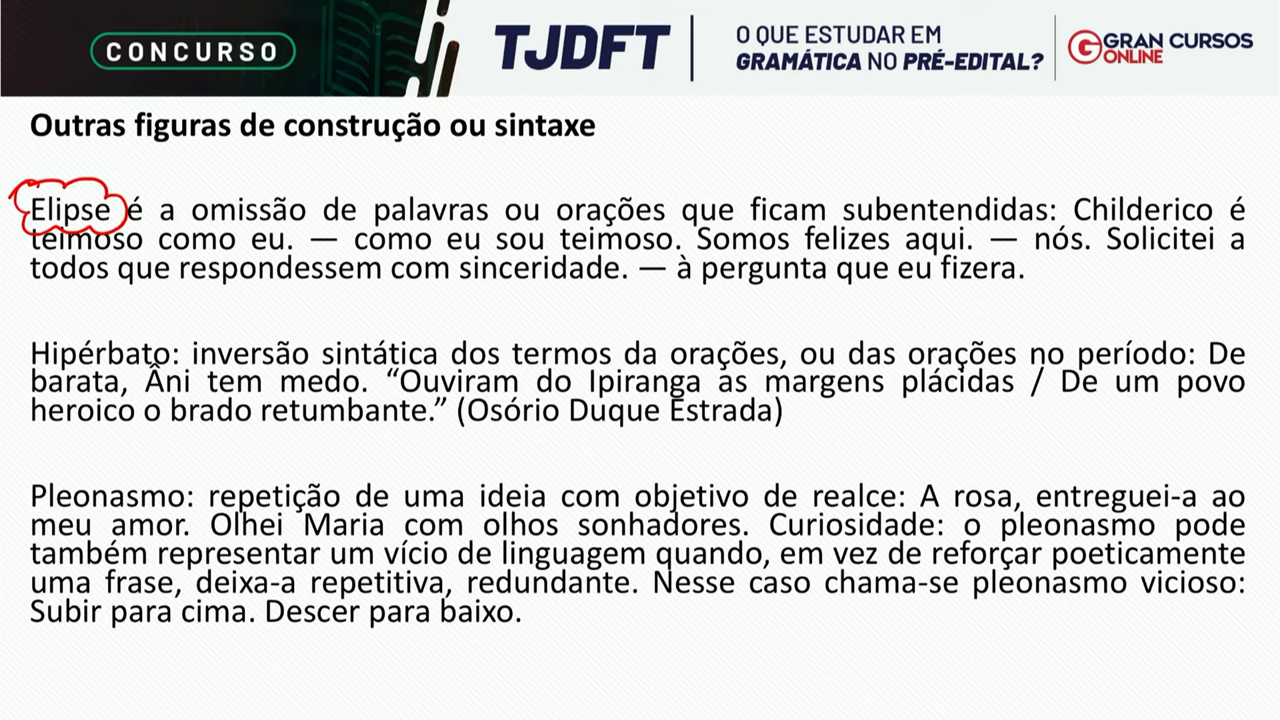 CONCURSO
TJDFT
O QUE ESTUDAR EM
GRAMÁTICA NO PRÉ-EDITAL?
GRAN CURSOS
ONLINE
Outras figuras de construção ou sintaxe
Elipse é a omissão de palavras ou orações que ficam subentendidas: Childerico é
teimoso como eu. — como eu sou teimoso. Somos felizes aqui. — nós. Solicitei a
todos que respondessem com sinceridade. — à pergunta que eu fizera.
Hipérbato: inversão sintática dos termos da orações, ou das orações no período: De
barata, Âni tem medo. “Ouviram do Ipiranga as margens plácidas / De um povo
heroico o brado retumbante.” (Osório Duque Estrada)
Pleonasmo: repetição de uma ideia com objetivo de realce: A rosa, entreguei-a ao
meu amor. Olhei Maria com olhos sonhadores. Curiosidade: o pleonasmo pode
também representar um vício de linguagem quando, em vez de reforçar poeticamente
uma frase, deixa-a repetitiva, redundante. Nesse caso chama-se pleonasmo vicioso:
Subir para cima. Descer para baixo.